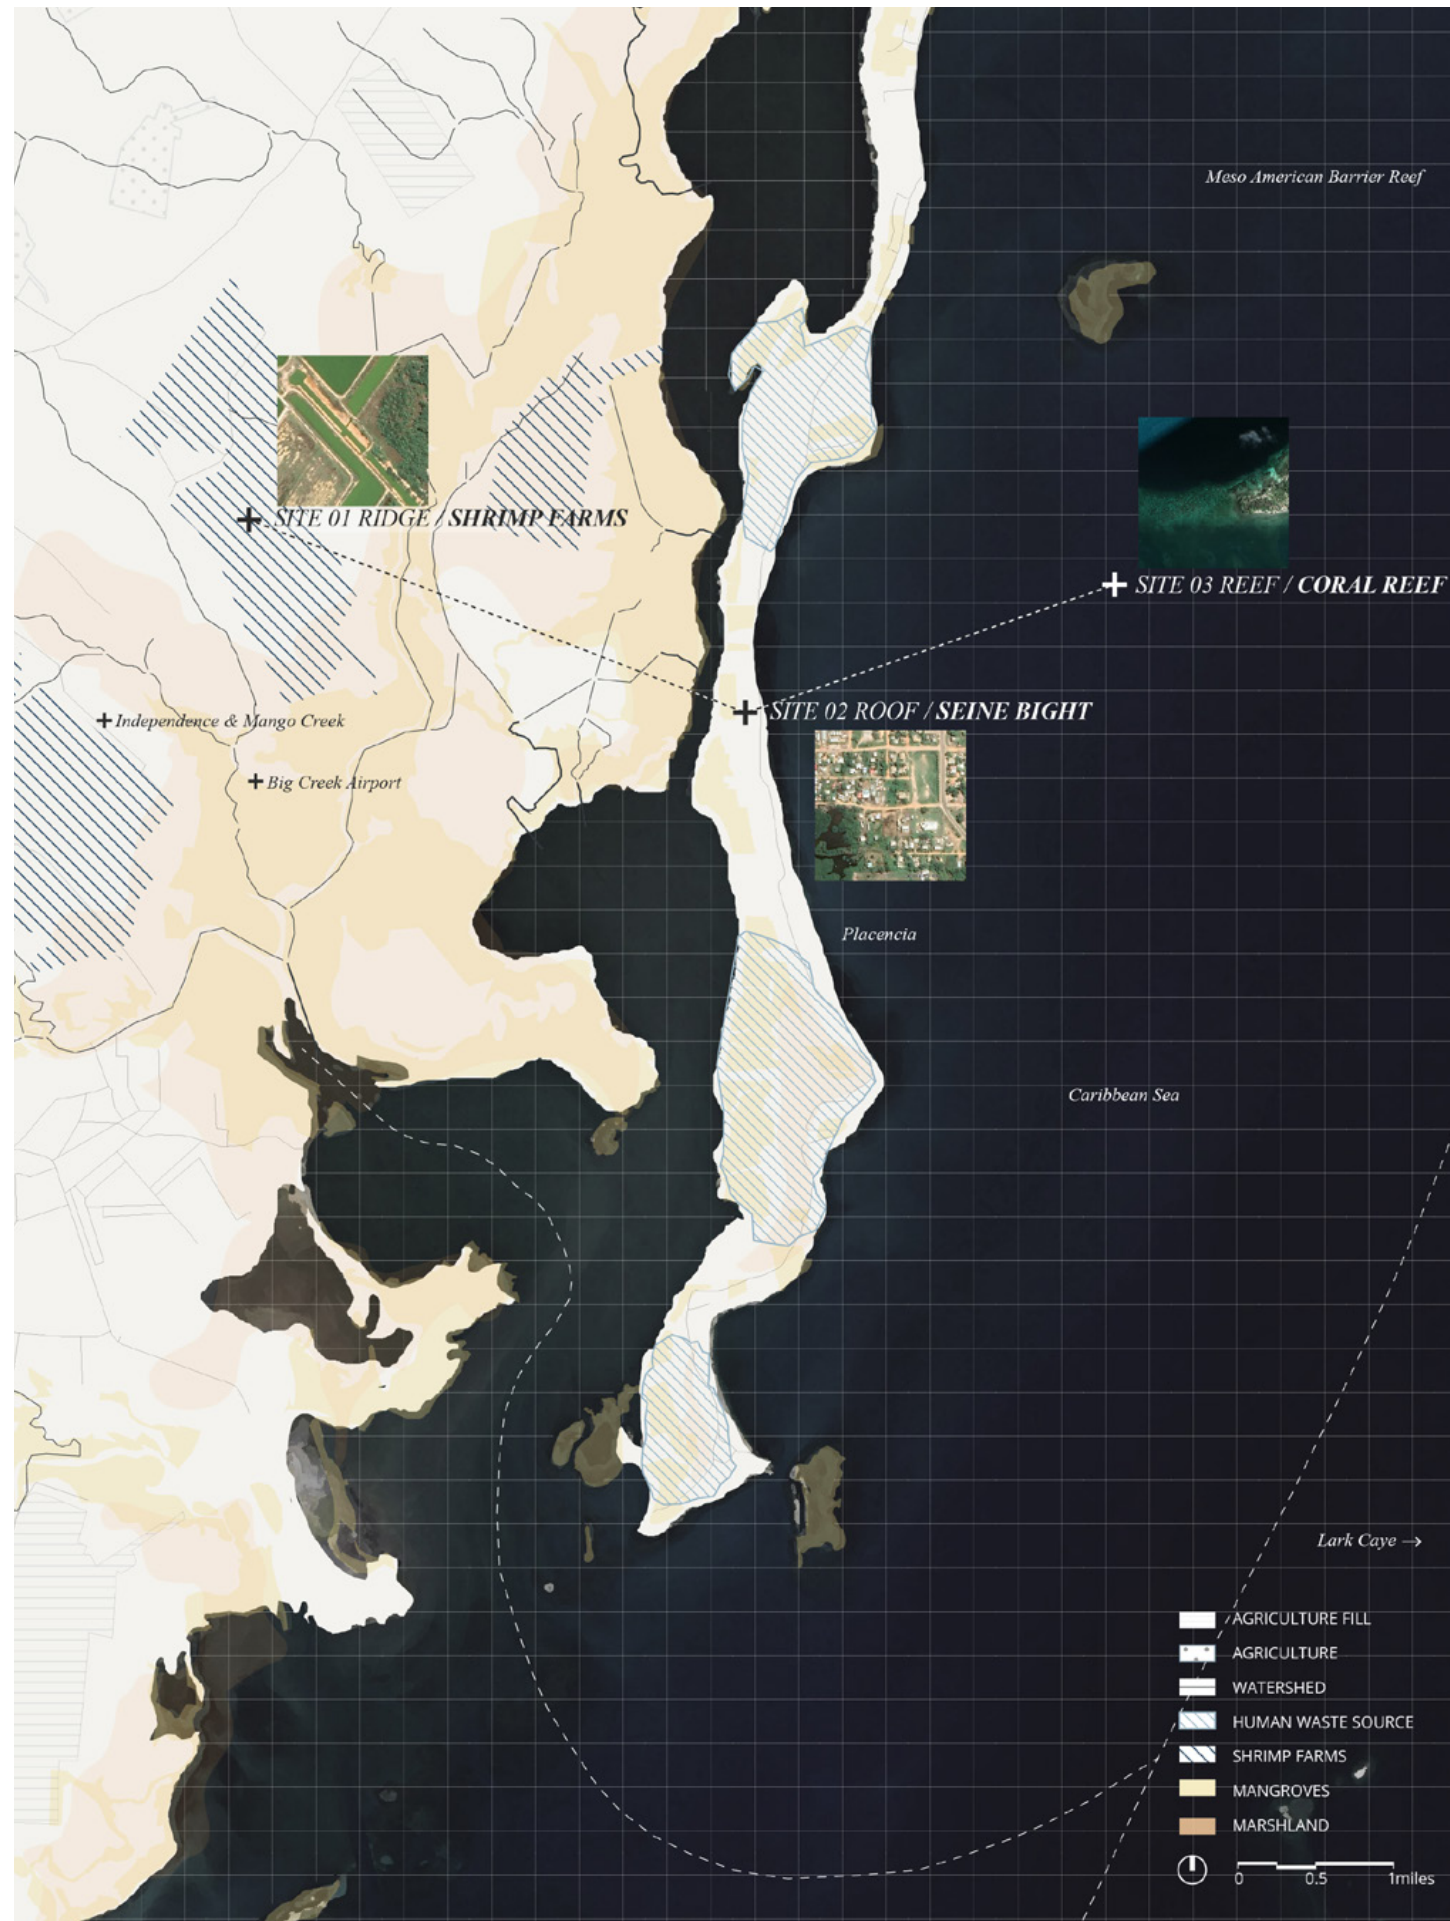 Meso American Barrier Reef
SITE 01 RIDGE / SHRIMP FARMS
SITE 03 REEF / CORAL REEF
SITE 02 ROOF / SEINE BIGHT
Independence & Mango Creek
Big Creek Airport
Placencia
Caribbean Sea
Lark Caye →
AGRICULTURE FILL
AGRICULTURE
WATERSHED
HUMAN WASTE SOURCE
SHRIMP FARMS
MANGROVES
MARSHLAND
0 0.5 1miles